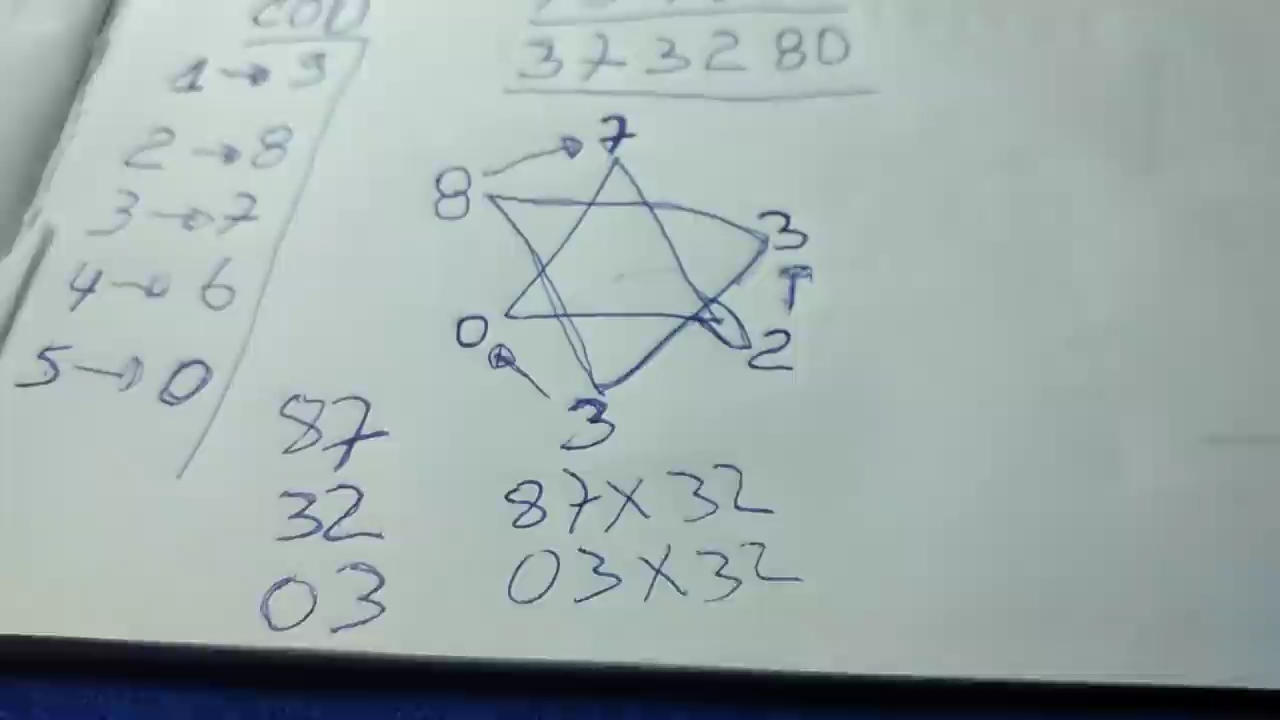 COD
1 → 9
2 → 8
3 → 7
4 → 6
5 → 0
373280
7
8
3
0
2
3
87
32
03
87 X 32
03 X 32